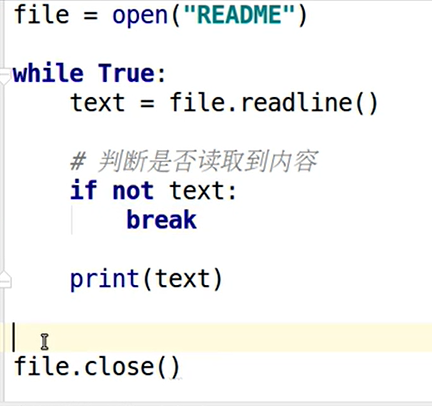 file = open("README")
while True:
text = file.readline()
# 判断是否读取到内容
if not text:
break
print(text)
file.close()